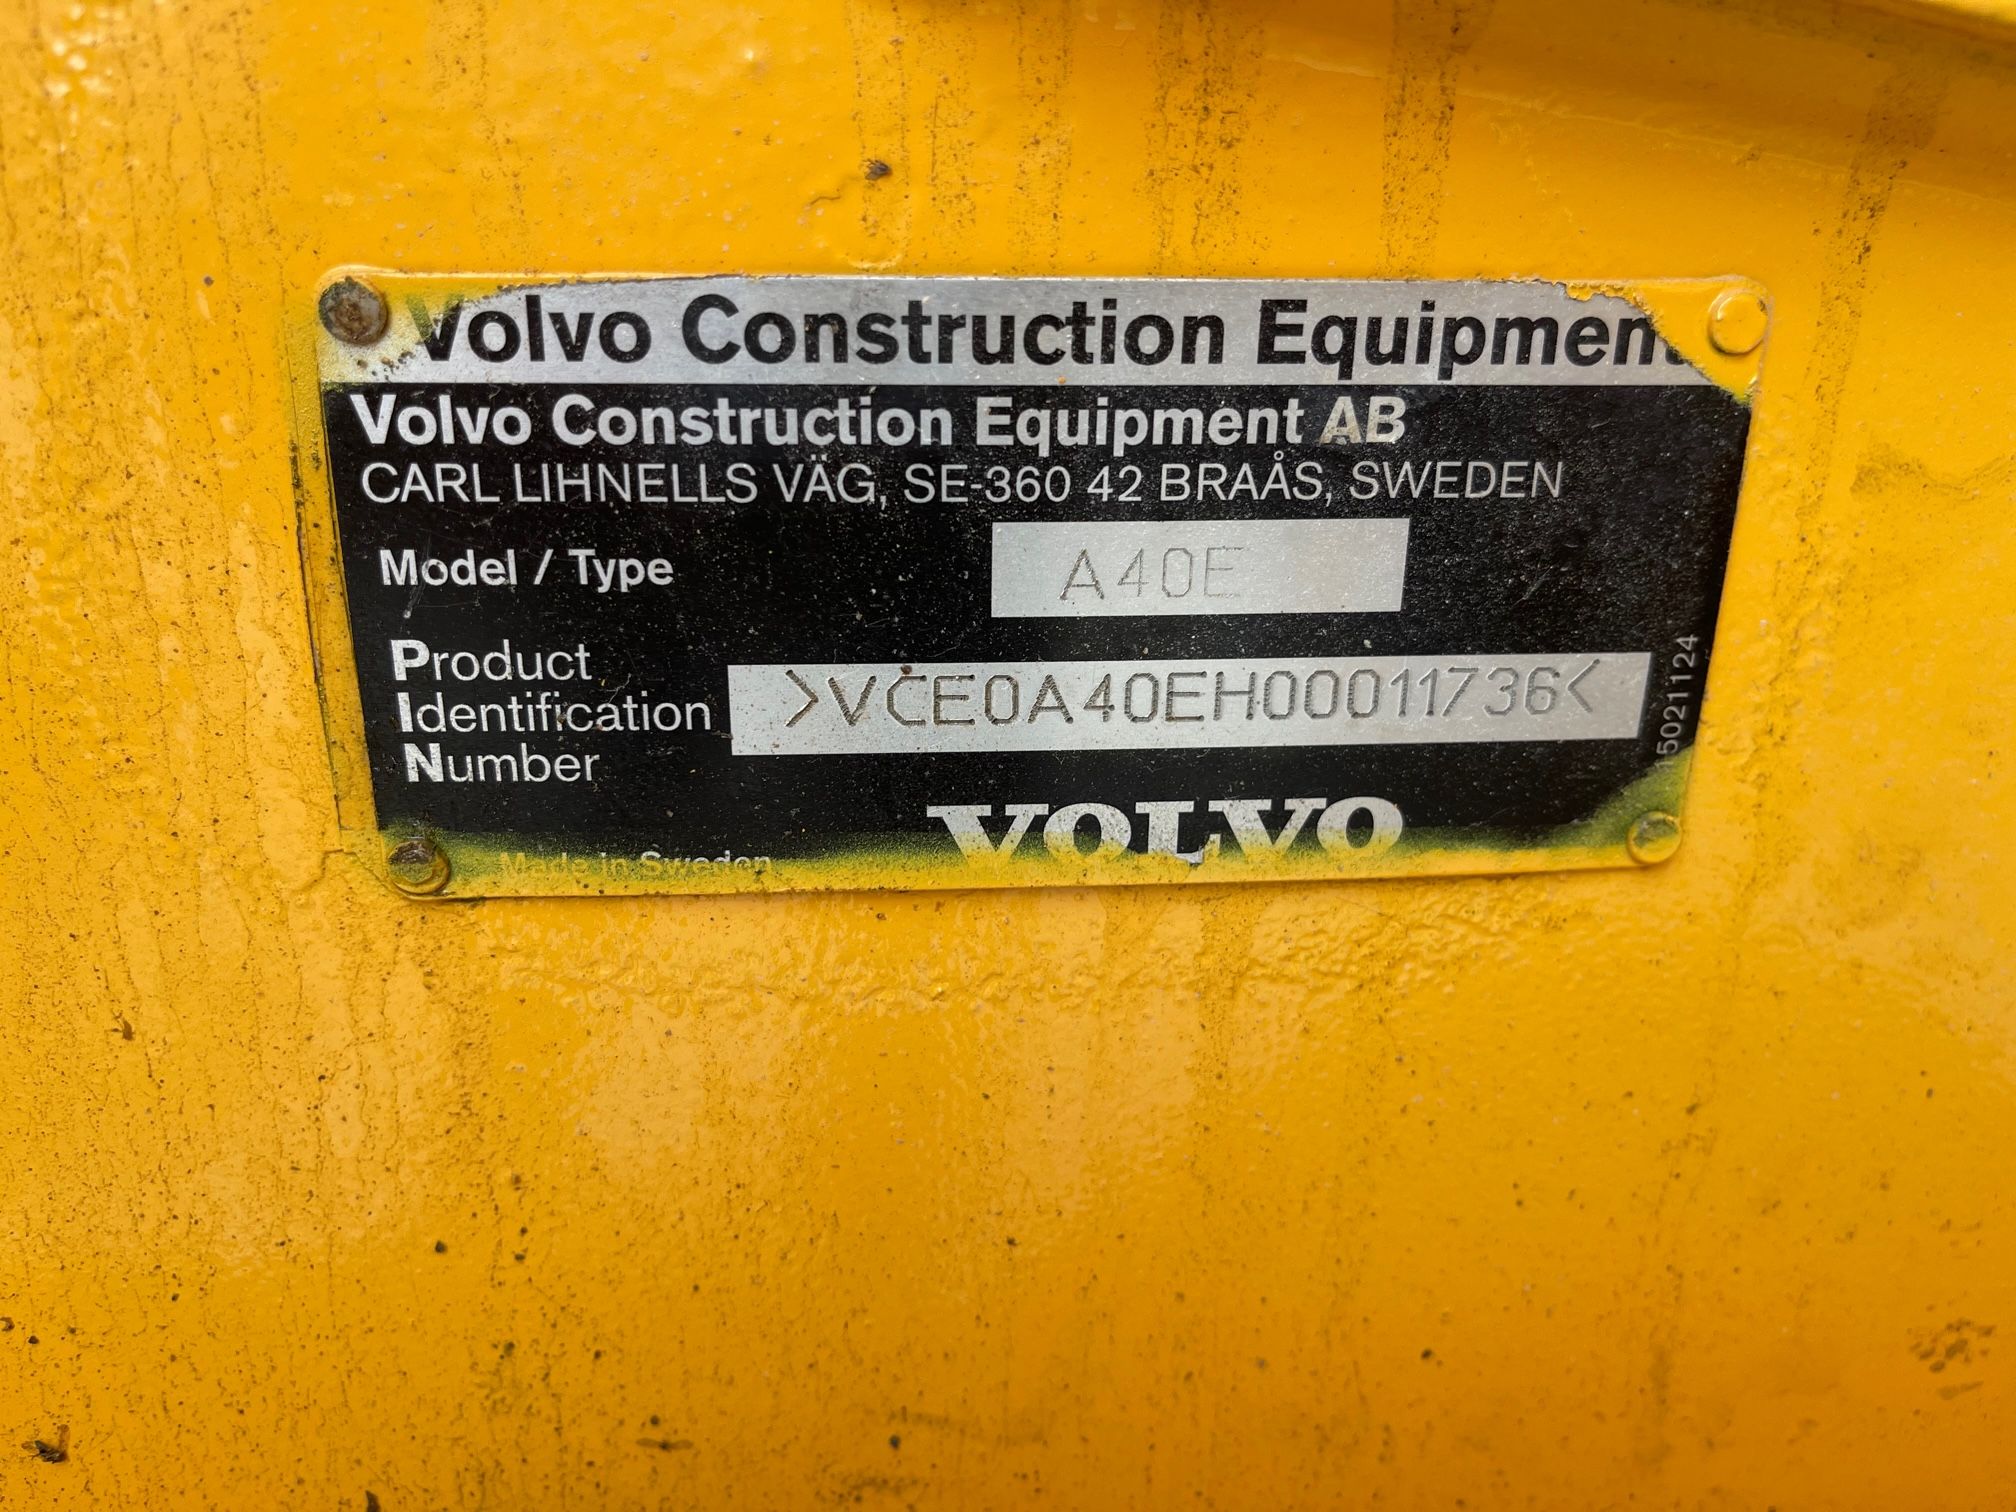 Volvo Construction Equipment
Volvo Construction Equipment AB
CARL LIHNELLS VÄG, SE-360 42 BRAÅS, SWEDEN
Model / Type A40E
Product
Identification
Number
>VCE0A40EH00011736<
5021124
Made in Sweden
VOLVO